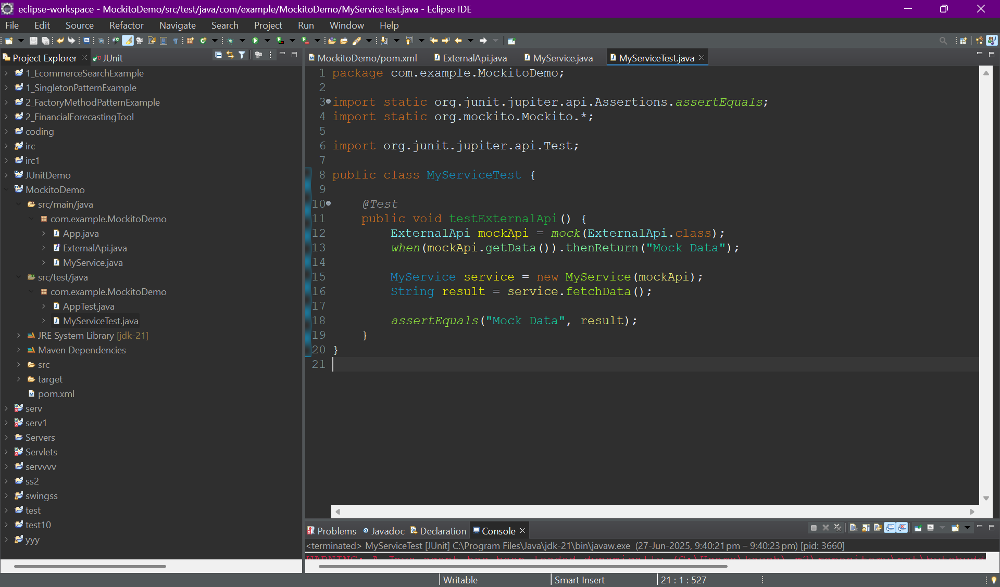 eclipse-workspace - MockitoDemo/src/test/java/com/example/MockitoDemo/MyServiceTest.java - Eclipse IDE
File Edit Source Refactor Navigate Search Project Run Window Help
Project Explorer
JUnit
1_EcommerceSearchExample
1_SingletonPatternExample
2_FactoryMethodPatternExample
2_FinancialForecastingTool
coding
irc
irc1
JUnitDemo
MockitoDemo
src/main/java
com.example.MockitoDemo
App.java
ExternalApi.java
MyService.java
src/test/java
com.example.MockitoDemo
AppTest.java
MyServiceTest.java
JRE System Library [jdk-21]
Maven Dependencies
src
target
pom.xml
serv
serv1
Servers
Servlets
servvvv
ss2
swingss
test
test10
yyy
MockitoDemo/pom.xml ExternalApi.java MyService.java MyServiceTest.java
1 package com.example.MockitoDemo;
2
3 import static org.junit.jupiter.api.Assertions.assertEquals;
4 import static org.mockito.Mockito.*;
5
6 import org.junit.jupiter.api.Test;
7
8 public class MyServiceTest {
9
10 @Test
11 public void testExternalApi() {
12 ExternalApi mockApi = mock(ExternalApi.class);
13 when(mockApi.getData()).thenReturn("Mock Data");
14
15 MyService service = new MyService(mockApi);
16 String result = service.fetchData();
17
18 assertEquals("Mock Data", result);
19 }
20 }
21
Problems Javadoc Declaration Console
<terminated> MyServiceTest [JUnit] C:\Program Files\Java\jdk-21\bin\javaw.exe (27-Jun-2025, 9:40:21 pm – 9:40:23 pm) [pid: 3660]
WARNING: A Java agent has been loaded dynamically (C:\Users\kaush\.m2\repository\net\bytebudd
Writable Smart Insert 21 : 1 : 527